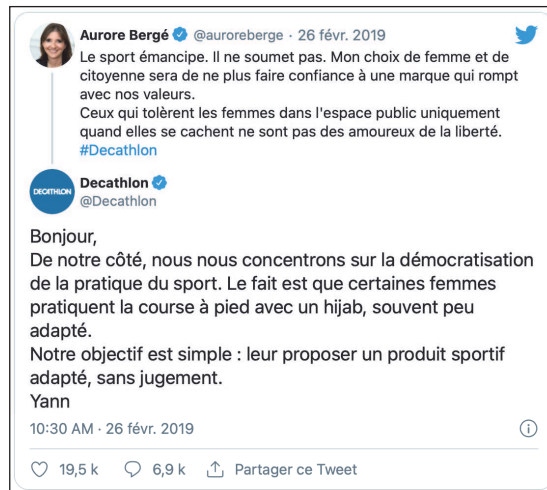 Aurore Bergé @auroreberge · 26 févr. 2019
Le sport émancipe. Il ne soumet pas. Mon choix de femme et de
citoyenne sera de ne plus faire confiance à une marque qui rompt
avec nos valeurs.
Ceux qui tolèrent les femmes dans l'espace public uniquement
quand elles se cachent ne sont pas des amoureux de la liberté.
#Decathlon
DECATHLON
Decathlon
@Decathlon
Bonjour,
De notre côté, nous nous concentrons sur la démocratisation
de la pratique du sport. Le fait est que certaines femmes
pratiquent la course à pied avec un hijab, souvent peu
adapté.
Notre objectif est simple : leur proposer un produit sportif
adapté, sans jugement.
Yann
10:30 AM · 26 févr. 2019
19,5 k 6,9 k Partager ce Tweet